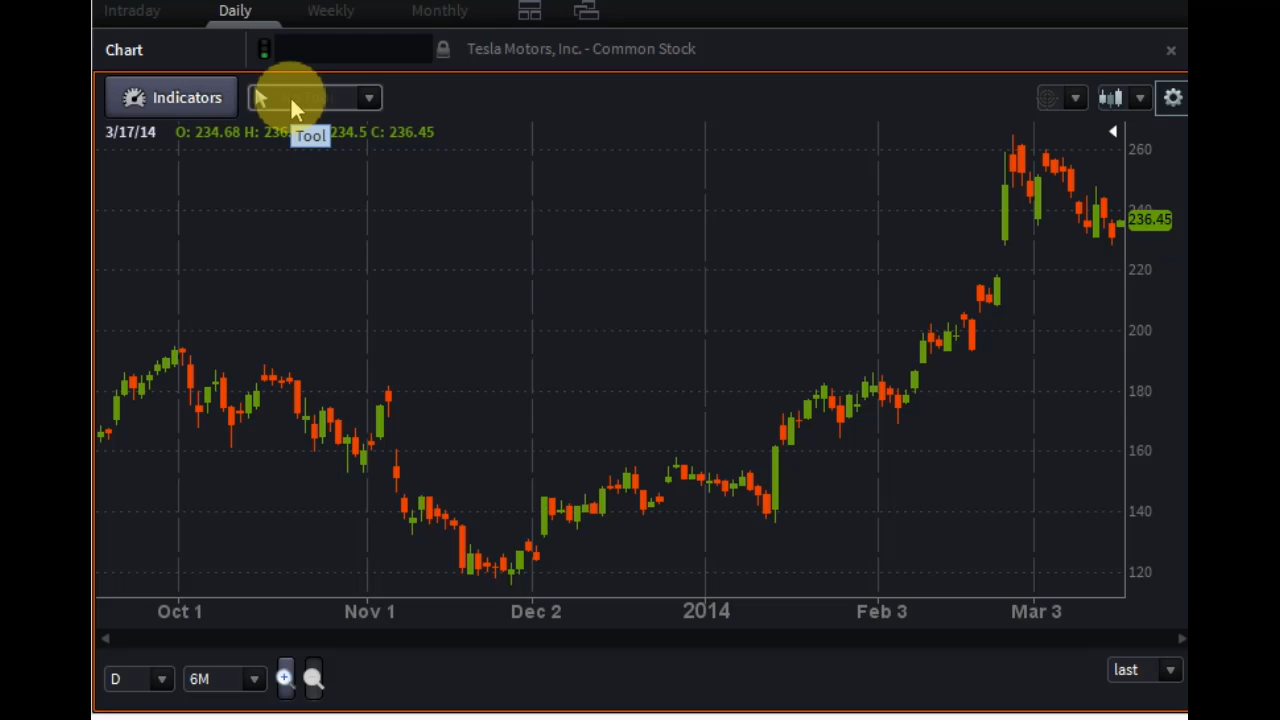 Intraday Daily Weekly Monthly
Chart Tesla Motors, Inc. - Common Stock
Indicators
3/17/14 O: 234.68 H: 236 234.5 C: 236.45
Tool
260
240
236.45
220
200
180
160
140
120
Oct 1 Nov 1 Dec 2 2014 Feb 3 Mar 3
D 6M last